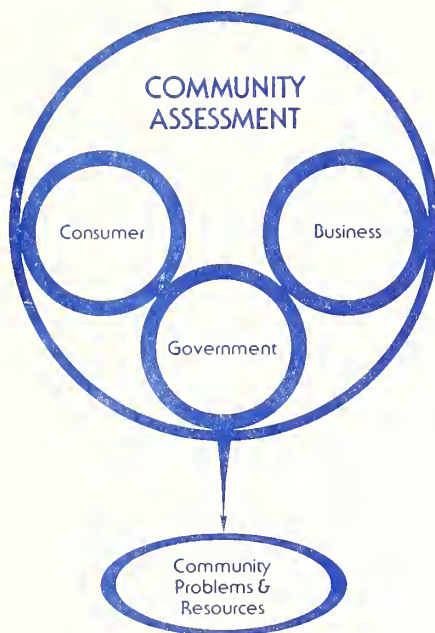 COMMUNITY
ASSESSMENT
Consumer
Business
Government
Community
Problems &
Resources